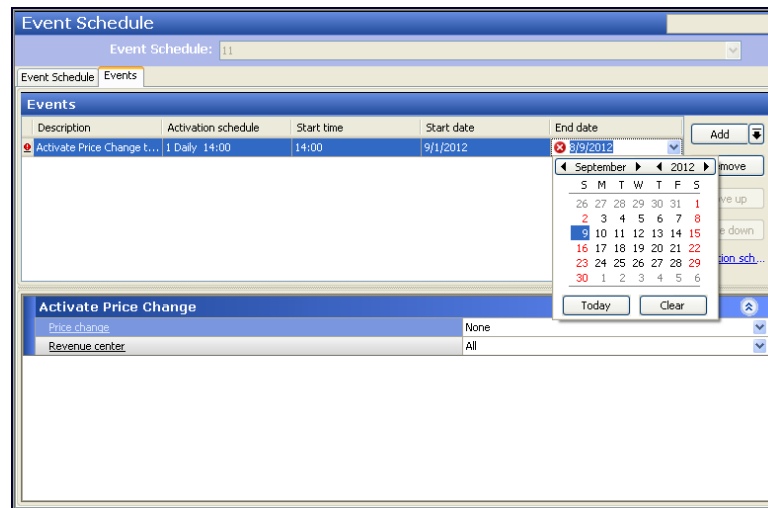 Event Schedule
Event Schedule: 11
Event Schedule Events
Events
Description Activation schedule Start time Start date End date
Activate Price Change t... 1 Daily 14:00 14:00 9/1/2012 8/9/2012
Add
move
ve up
e down
tion sch...
September 2012
S M T W T F S
26 27 28 29 30 31 1
2 3 4 5 6 7 8
9 10 11 12 13 14 15
16 17 18 19 20 21 22
23 24 25 26 27 28 29
30 1 2 3 4 5 6
Today Clear
Activate Price Change
Price change None
Revenue center All